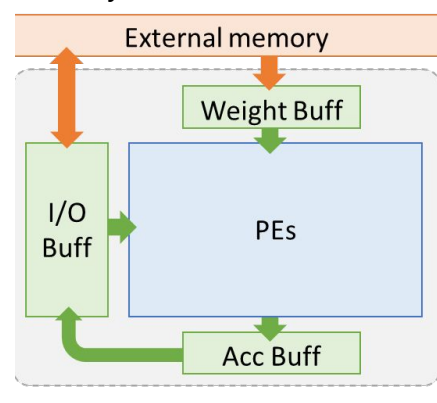 External memory
Weight Buff
I/O
Buff
PEs
Acc Buff